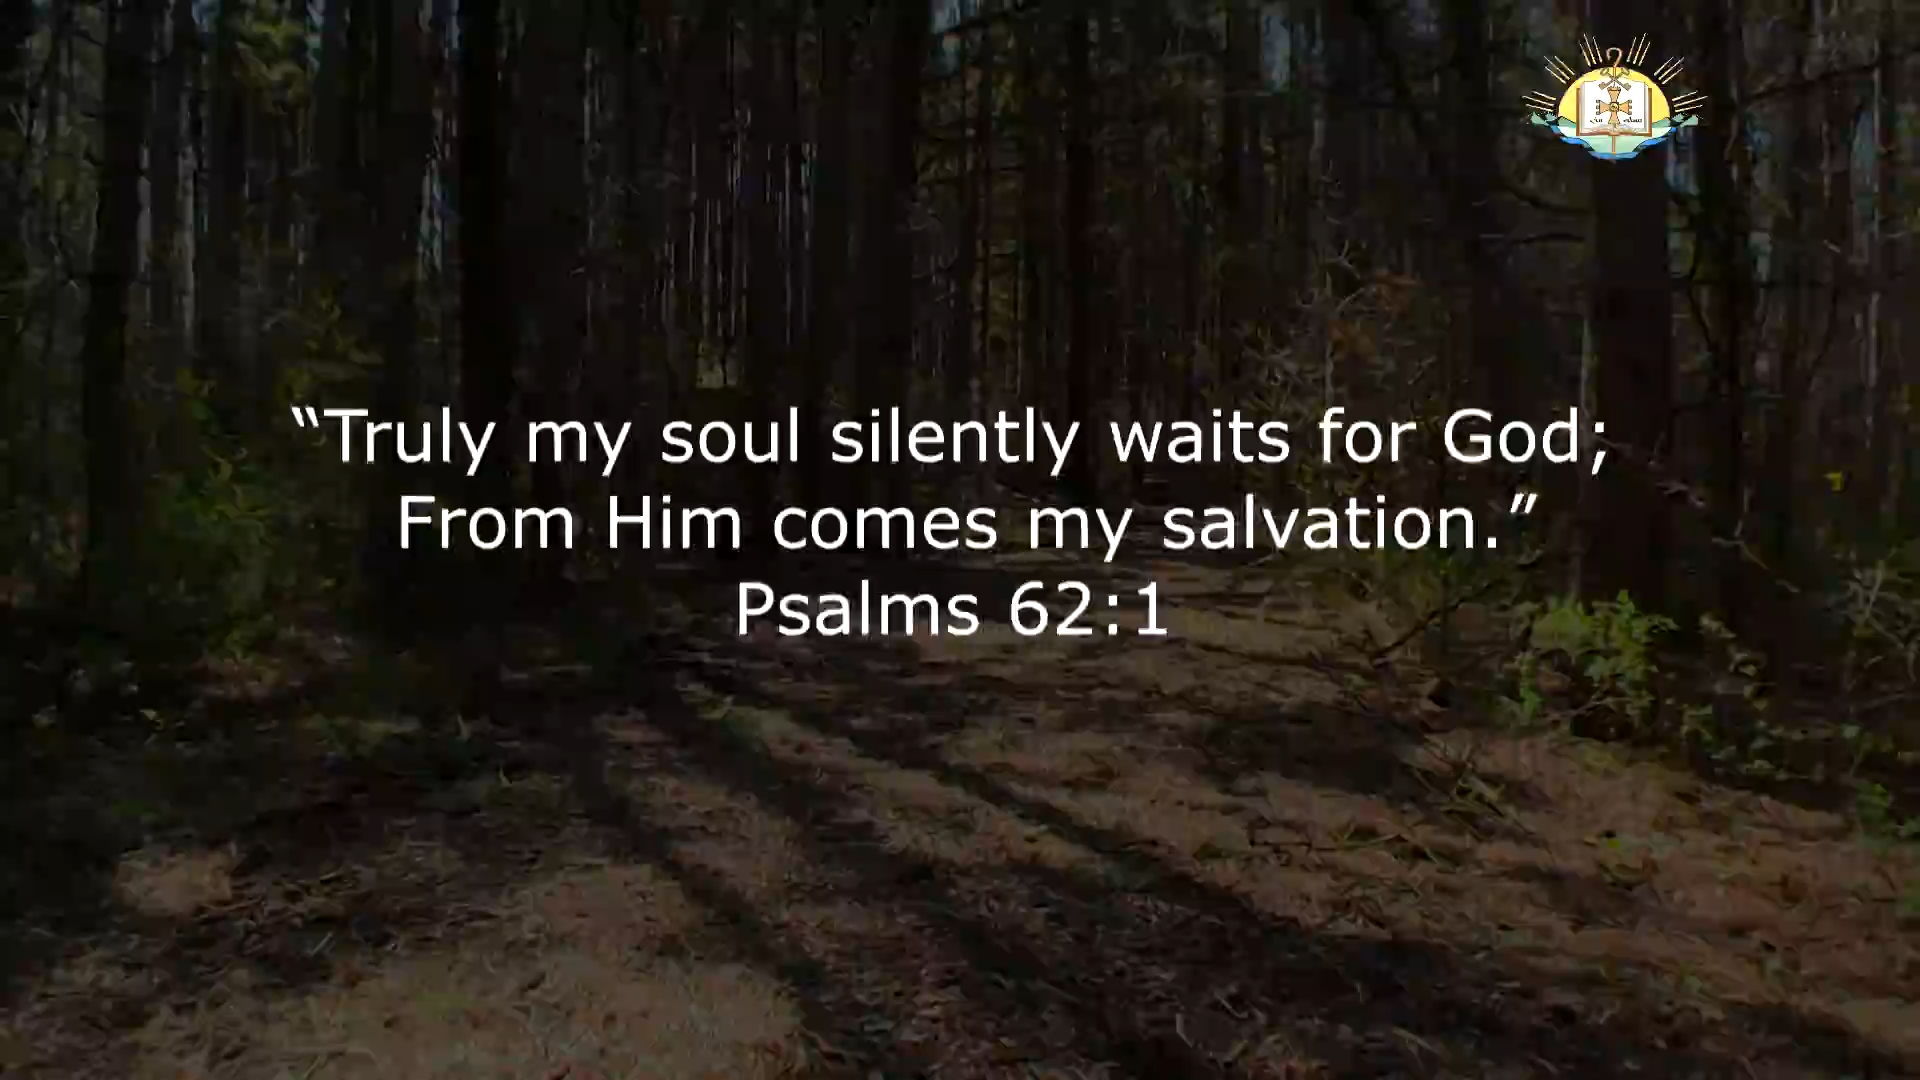 “Truly my soul silently waits for God;
From Him comes my salvation.”
Psalms 62:1